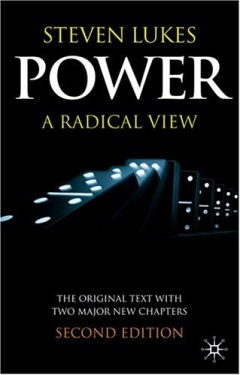 STEVEN LUKES
POWER
A RADICAL VIEW
THE ORIGINAL TEXT WITH
TWO MAJOR NEW CHAPTERS
SECOND EDITION